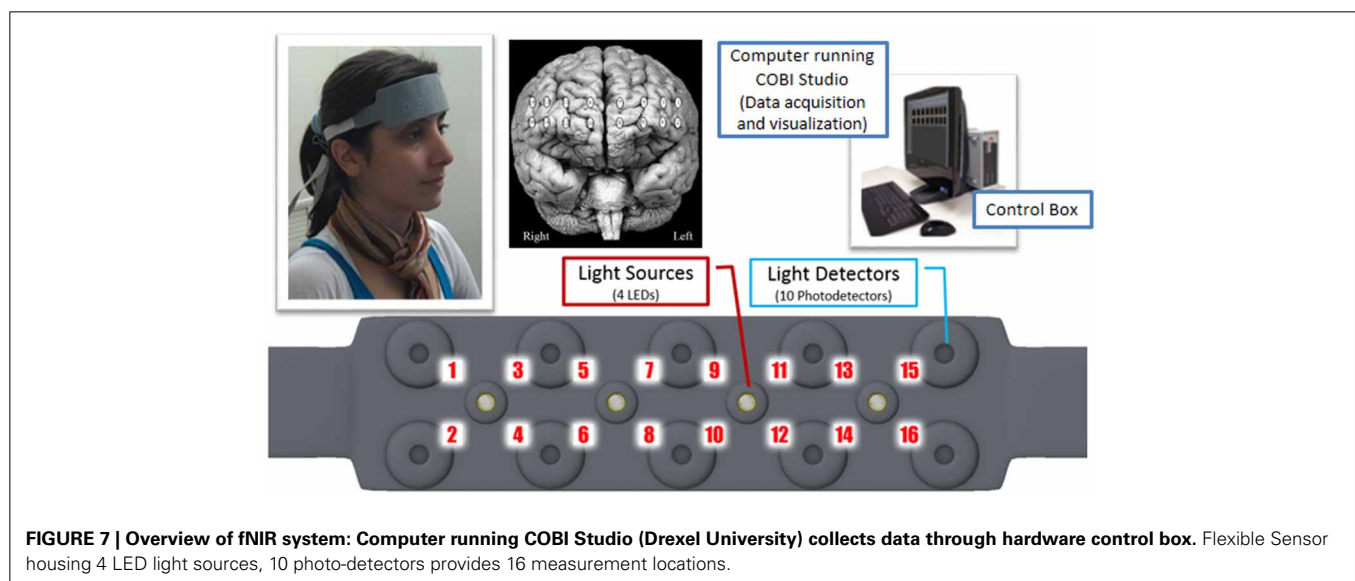 Computer running
COBI Studio
(Data acquisition
and visualization)
Control Box
Right Left
Light Sources
(4 LEDs)
Light Detectors
(10 Photodetectors)
1 3 5 7 9 11 13 15
2 4 6 8 10 12 14 16
FIGURE 7 | Overview of fNIR system: Computer running COBI Studio (Drexel University) collects data through hardware control box. Flexible Sensor
housing 4 LED light sources, 10 photo-detectors provides 16 measurement locations.